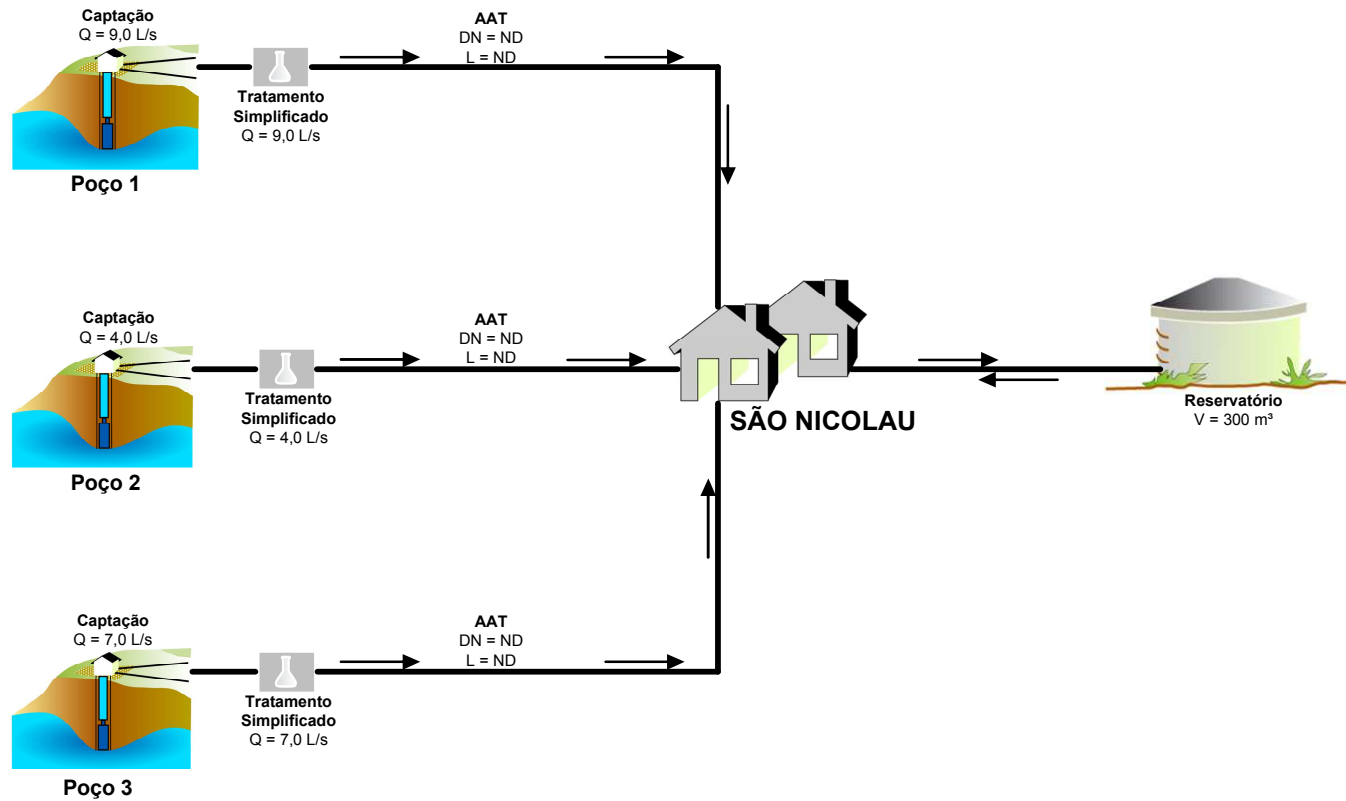 Captação
Q = 9,0 L/s
AAT
DN = ND
L = ND
Tratamento
Simplificado
Q = 9,0 L/s
Poço 1
Captação
Q = 4,0 L/s
AAT
DN = ND
L = ND
Tratamento
Simplificado
Q = 4,0 L/s
Poço 2
SÃO NICOLAU
Reservatório
V = 300 m³
Captação
Q = 7,0 L/s
AAT
DN = ND
L = ND
Tratamento
Simplificado
Q = 7,0 L/s
Poço 3